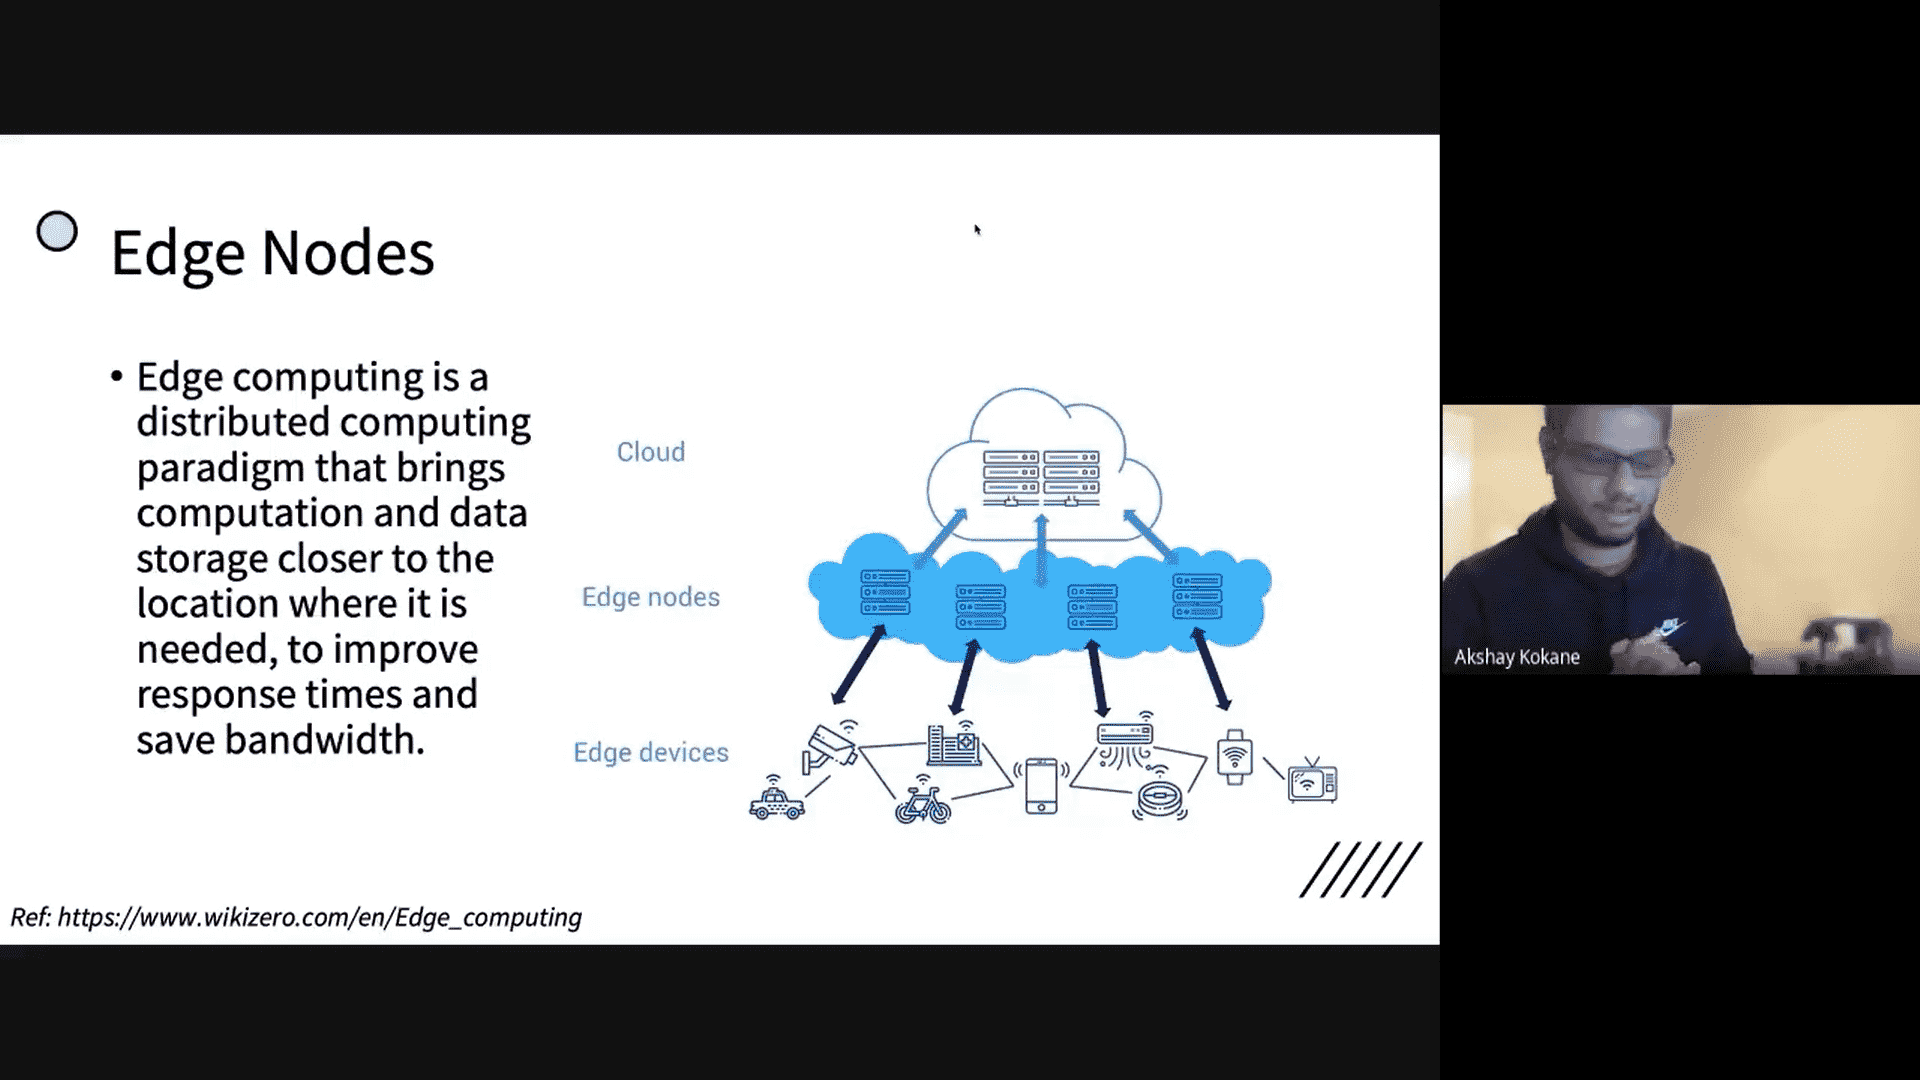 Edge Nodes
• Edge computing is a
distributed computing
paradigm that brings
computation and data
storage closer to the
location where it is
needed, to improve
response times and
save bandwidth.
Cloud
Edge nodes
Edge devices
Ref: https://www.wikizero.com/en/Edge_computing
Akshay Kokane